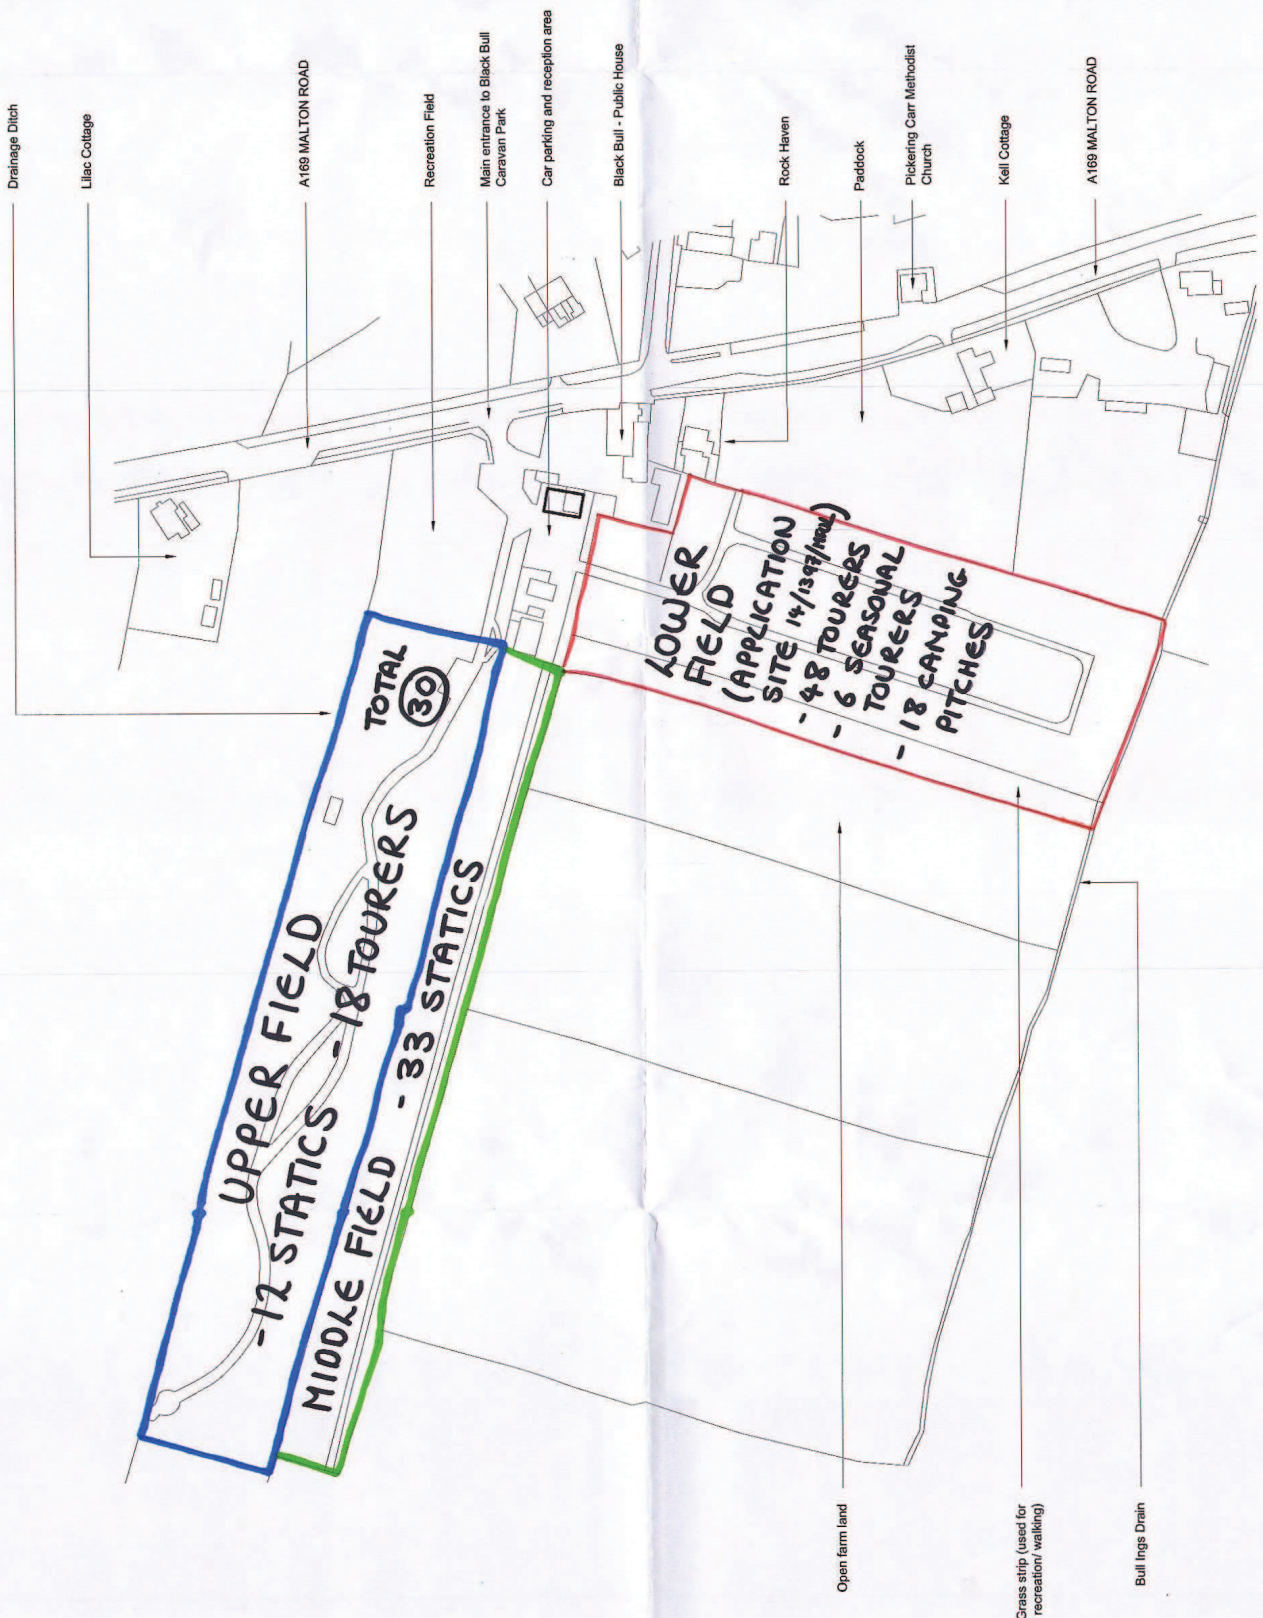 Drainage Ditch
Lilac Cottage
A169 MALTON ROAD
Recreation Field
Main entrance to Black Bull
Caravan Park
Car parking and reception area
Black Bull - Public House
Rock Haven
Paddock
Pickering Carr Methodist
Church
Kell Cottage
A169 MALTON ROAD
TOTAL
30
UPPER FIELD
-12 STATICS -18 TOURERS
MIDDLE FIELD - 33 STATICS
LOWER
FIELD
(APPLICATION
SITE 14/1397/
- 48 TOURERS
- 6 SEASONAL
TOURERS
- 18 CAMPING
PITCHES
Open farm land
Grass strip (used for
recreation/ walking)
Bull Ings Drain